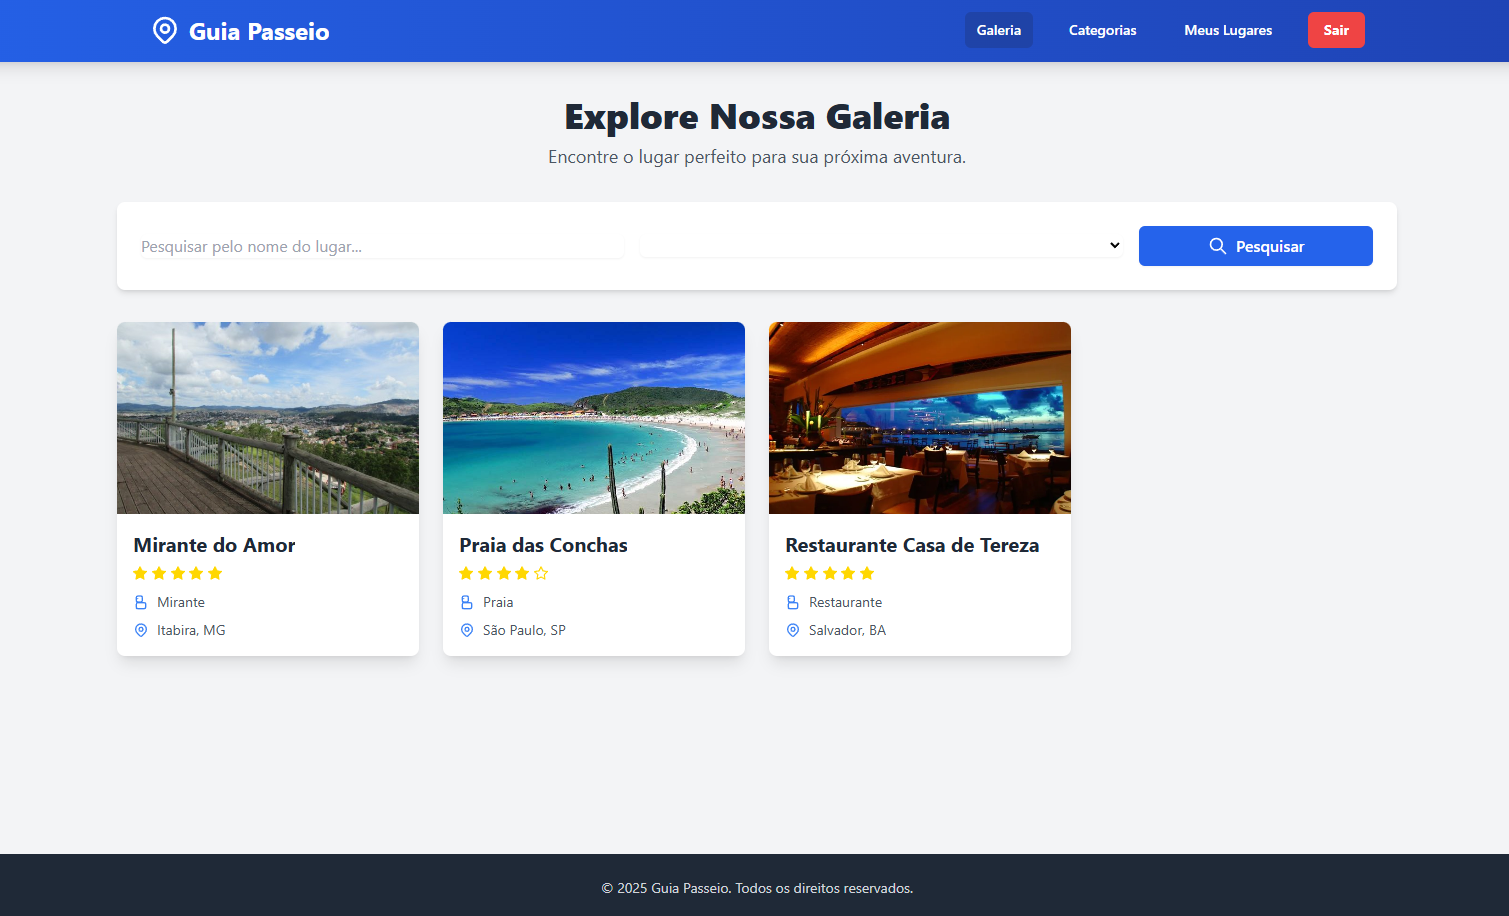 Guia Passeio
Galeria
Categorias
Meus Lugares
Sair
Explore Nossa Galeria
Encontre o lugar perfeito para sua próxima aventura.
Pesquisar pelo nome do lugar...
Pesquisar
Mirante do Amor
Mirante
Itabira, MG
Praia das Conchas
Praia
São Paulo, SP
Restaurante Casa de Tereza
Restaurante
Salvador, BA
© 2025 Guia Passeio. Todos os direitos reservados.